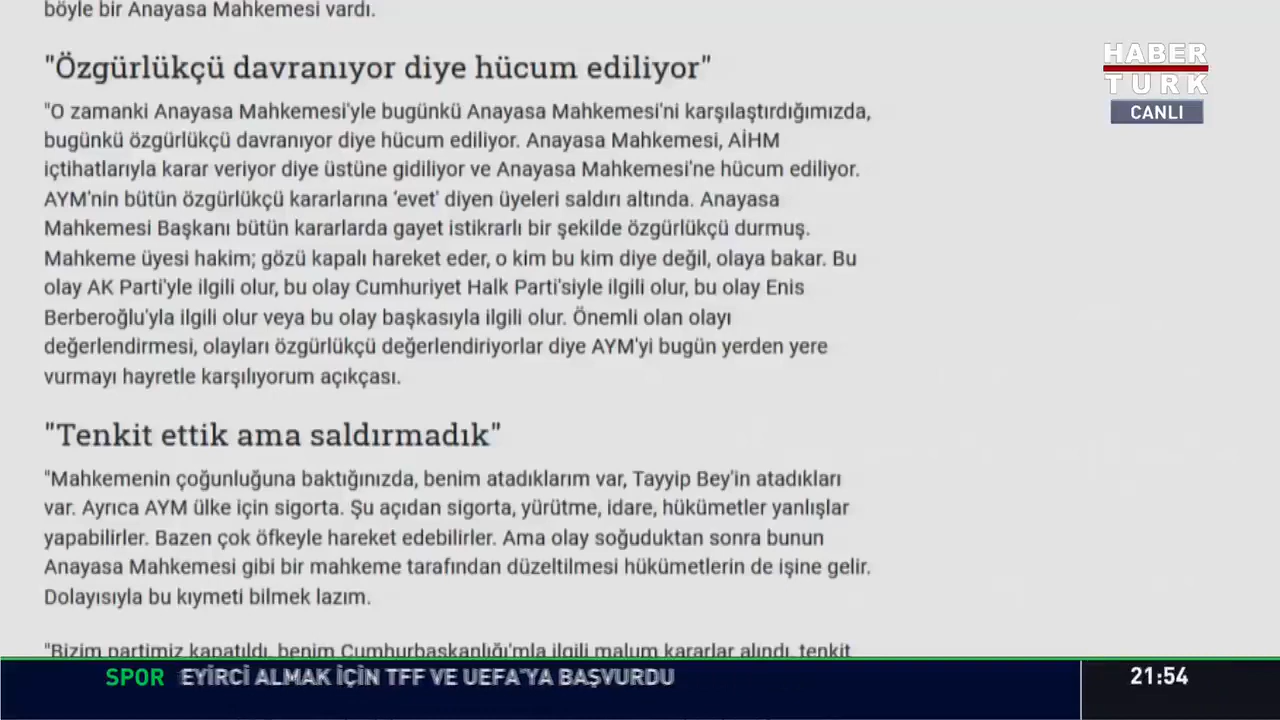 böyle bir Anayasa Mahkemesi vardı.
"Özgürlükçü davranıyor diye hücum ediliyor"
"O zamanki Anayasa Mahkemesi'yle bugünkü Anayasa Mahkemesi'ni karşılaştırdığımızda,
bugünkü özgürlükçü davranıyor diye hücum ediliyor. Anayasa Mahkemesi, AİHM
içtihatlarıyla karar veriyor diye üstüne gidiliyor ve Anayasa Mahkemesi'ne hücum ediliyor.
AYM'nin bütün özgürlükçü kararlarına 'evet' diyen üyeleri saldırı altında. Anayasa
Mahkemesi Başkanı bütün kararlarda gayet istikrarlı bir şekilde özgürlükçü durmuş.
Mahkeme üyesi hakim; gözü kapalı hareket eder, o kim bu kim diye değil, olaya bakar. Bu
olay AK Parti'yle ilgili olur, bu olay Cumhuriyet Halk Parti'siyle ilgili olur, bu olay Enis
Berberoğlu'yla ilgili olur veya bu olay başkasıyla ilgili olur. Önemli olan olayı
değerlendirmesi, olayları özgürlükçü değerlendiriyorlar diye AYM'yi bugün yerden yere
vurmayı hayretle karşılıyorum açıkçası.
"Tenkit ettik ama saldırmadık"
"Mahkemenin çoğunluğuna baktığınızda, benim atadıklarım var, Tayyip Bey'in atadıkları
var. Ayrıca AYM ülke için sigorta. Şu açıdan sigorta, yürütme, idare, hükümetler yanlışlar
yapabilirler. Bazen çok öfkeyle hareket edebilirler. Ama olay soğuduktan sonra bunun
Anayasa Mahkemesi gibi bir mahkeme tarafından düzeltilmesi hükümetlerin de işine gelir.
Dolayısıyla bu kıymeti bilmek lazım.
"Bizim partimiz kapatıldı, benim Cumhurbaşkanlığı'mla ilgili malum kararlar alındı, tenkit
HABER
TURK
CANLI
SPOR EYİRCİ ALMAK İÇİN TFF VE UEFA'YA BAŞVURDU
21:54